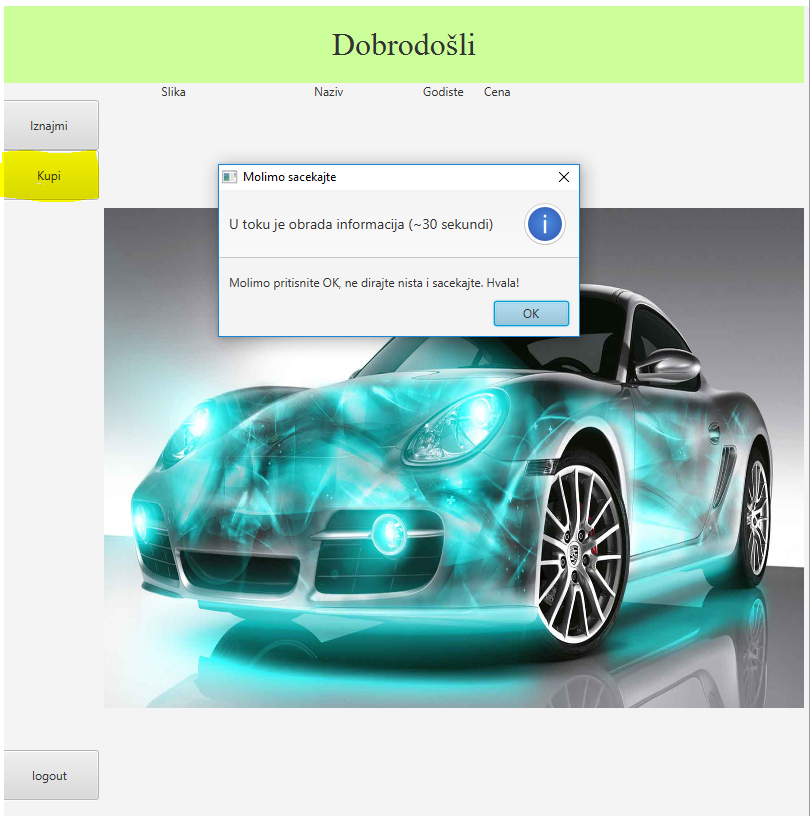 Dobrodošli
Slika Naziv Godiste Cena
Iznajmi
Kupi
Molimo sacekajte
U toku je obrada informacija (~30 sekundi)
i
Molimo pritisnite OK, ne dirajte nista i sacekajte. Hvala!
OK
logout